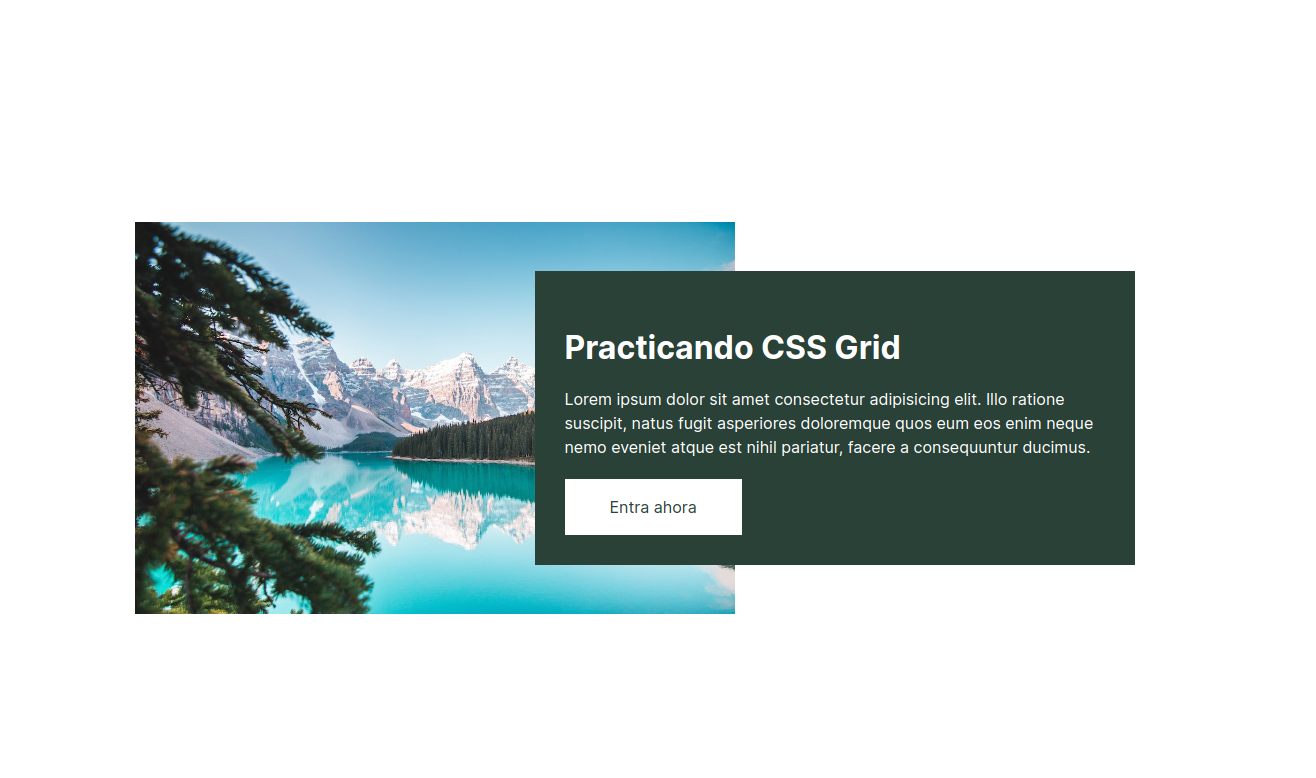 Practicando CSS Grid
Lorem ipsum dolor sit amet consectetur adipisicing elit. Illo ratione
suscipit, natus fugit asperiores doloremque quos eum eos enim neque
nemo eveniet atque est nihil pariatur, facere a consequuntur ducimus.
Entra ahora